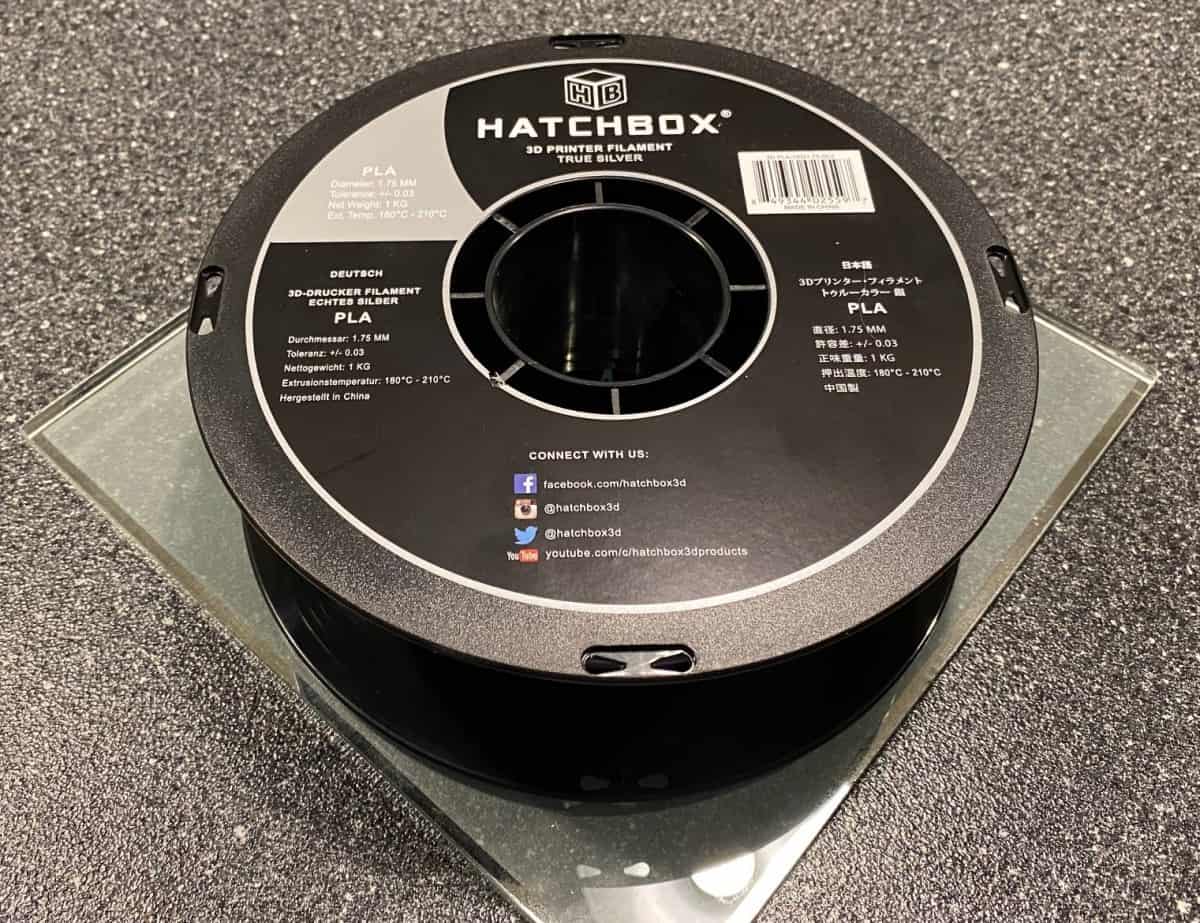 HB
HATCHBOX®
3D PRINTER FILAMENT
TRUE SILVER
PLA
Diameter: 1.75 MM
Tolerance: +/- 0.03
Net Weight: 1 KG
Ext. Temp: 180°C - 210°C
MADE IN CHINA
DEUTSCH
3D-DRUCKER FILAMENT
ECHTES SILBER
PLA
Durchmessar: 1.75 MM
Toleranz: +/- 0.03
Nettogewicht: 1 KG
Extrusionstemperatur: 180°C - 210°C
Hergestellt in China
日本語
3Dプリンター・フィラメント
トゥルーカラー 銀
PLA
直径: 1.75 MM
許容差: +/- 0.03
正味重量: 1 KG
押出温度: 180°C - 210°C
中国製
CONNECT WITH US:
f facebook.com/hatchbox3d
@hatchbox3d
@hatchbox3d
YouTube youtube.com/c/hatchbox3dproducts